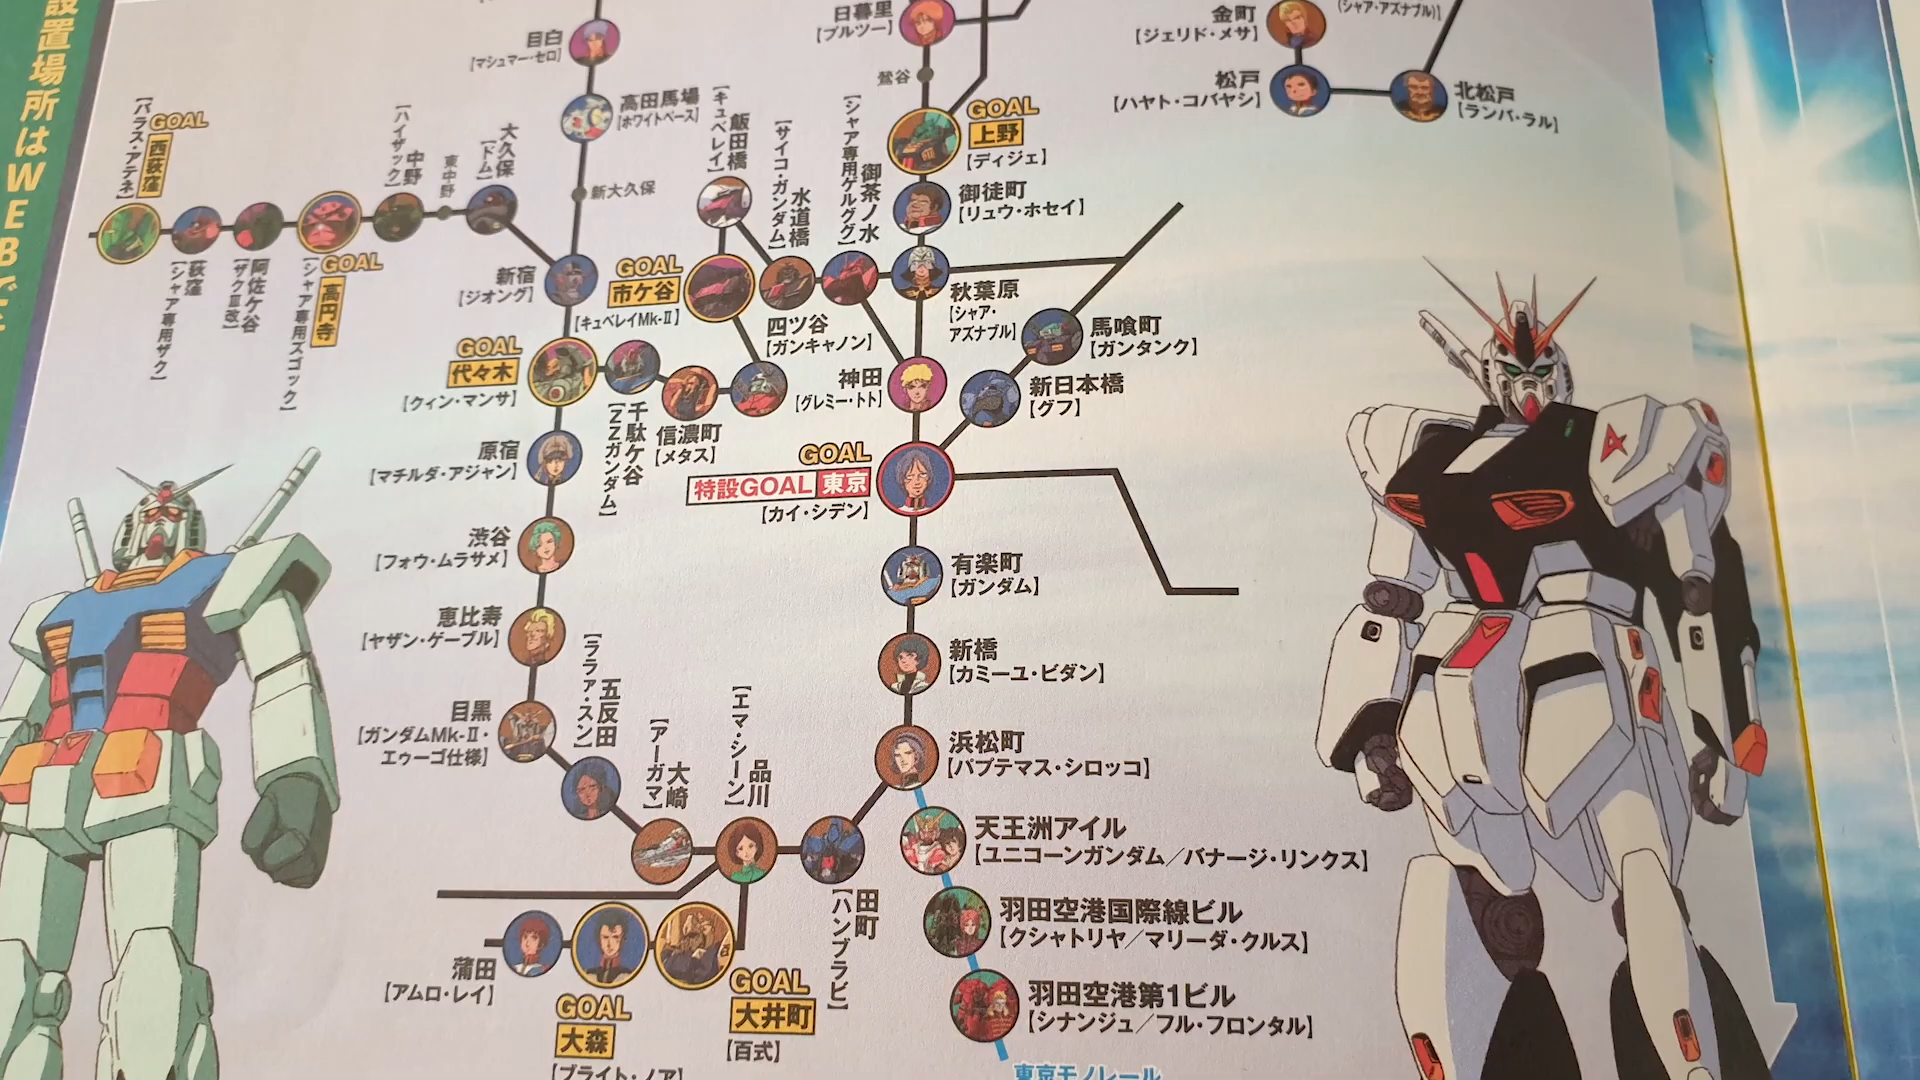 設置場所はWEBで
目白
【マシュマー・セロ】
高田馬場
【ホワイトベース】
新大久保
日暮里
【プルツー】
鶯谷
GOAL
上野
【ディジェ】
御徒町
【リュウ・ホセイ】
金町
【ジェリド・メサ】
(シャア・アズナブル)】
松戸
【ハヤト・コバヤシ】
北松戸
【ランバ・ラル】
GOAL
西荻窪
【パラス・アテネ】
荻窪
【シャア専用ザク】
阿佐ケ谷
【ザクⅢ改】
GOAL
高円寺
【シャア専用ズゴック】
中野
【ハイザック】
東中野
大久保
【ドム】
新宿
【ジオング】
飯田橋
【キュベレイ】
水道橋
【サイコ・ガンダム】
御茶ノ水
【シャア専用ゲルググ】
GOAL
市ケ谷
【キュベレイMk-Ⅱ】
四ツ谷
【ガンキャノン】
秋葉原
【シャア・
アズナブル】
馬喰町
【ガンタンク】
新日本橋
【グフ】
神田
【グレミー・トト】
GOAL
代々木
【クィン・マンサ】
千駄ケ谷
【ZZガンダム】
信濃町
【メタス】
原宿
【マチルダ・アジャン】
GOAL
特設GOAL 東京
【カイ・シデン】
渋谷
【フォウ・ムラサメ】
有楽町
【ガンダム】
恵比寿
【ヤザン・ゲーブル】
新橋
【カミーユ・ビダン】
目黒
【ガンダムMk-Ⅱ・
エゥーゴ仕様】
五反田
【ララァ・スン】
大崎
【アーガマ】
品川
【エマ・シーン】
浜松町
【パプテマス・シロッコ】
田町
【ハンブラビ】
天王洲アイル
【ユニコーンガンダム／バナージ・リンクス】
羽田空港国際線ビル
【クシャトリヤ／マリーダ・クルス】
羽田空港第1ビル
【シナンジュ／フル・フロンタル】
東京モノレール
蒲田
【アムロ・レイ】
GOAL
大森
【ブライト・ノア】
GOAL
大井町
【百式】